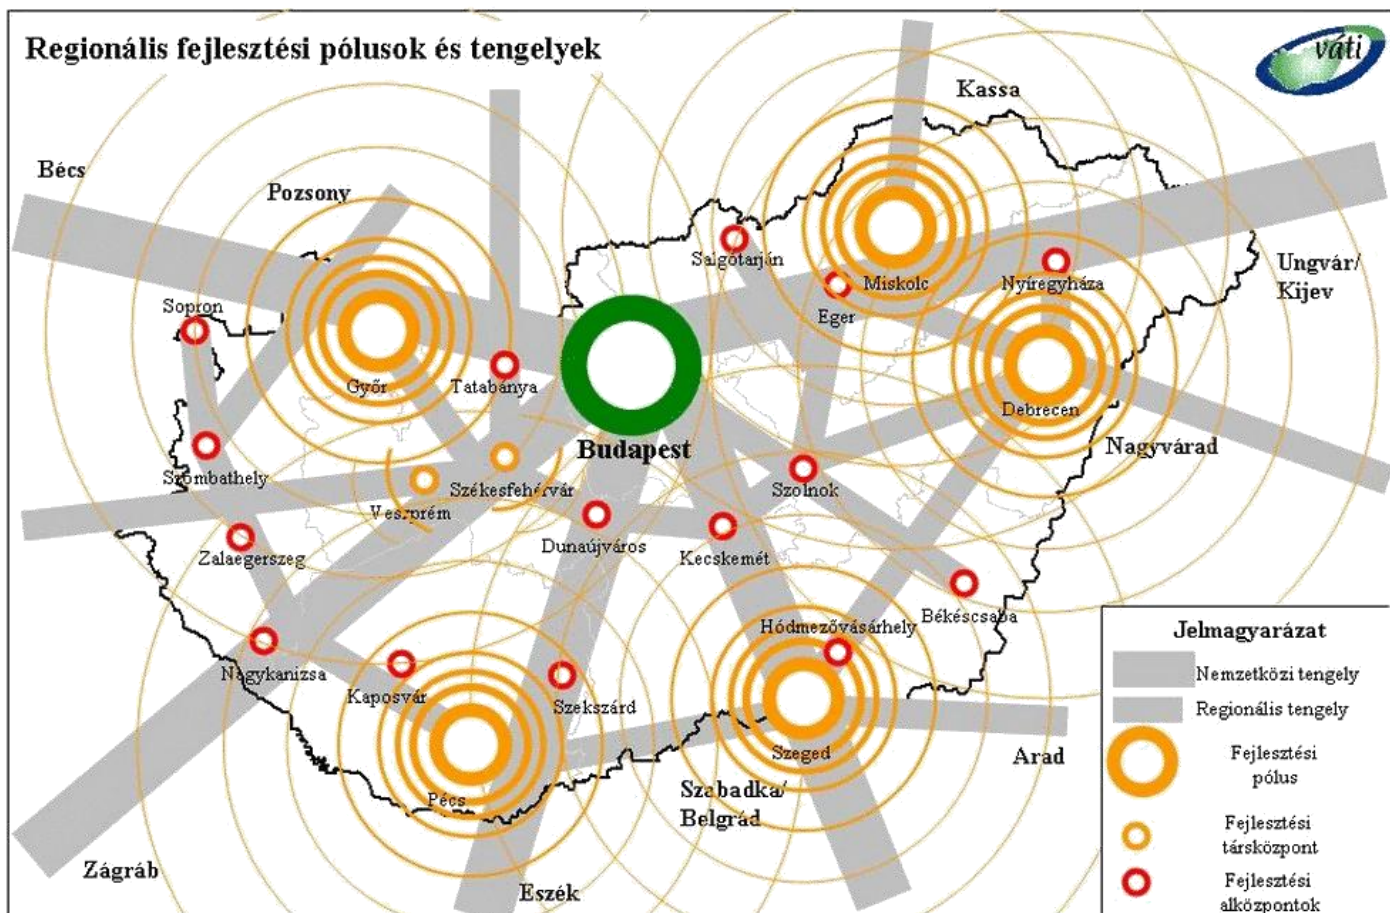 Regionális fejlesztési pólusok és tengelyek
váti
Kassa
Bécs
Pozsony
Salgótarján
Ungvár/
Kijev
Miskolc
Nyíregyháza
Sopron
Eger
Győr
Tatabánya
Debrecen
Budapest
Nagyvárad
Szombathely
Székesfehérvár
Szolnok
Veszprém
Zalaegerszeg
Dunaújváros
Kecskemét
Békéscsaba
Hódmezővásárhely
Nagykanizsa
Kaposvár
Szekszárd
Szeged
Arad
Pécs
Szabadka/
Belgrád
Zágráb
Eszék
Jelmagyarázat
Nemzetközi tengely
Regionális tengely
Fejlesztési
pólus
Fejlesztési
társközpont
Fejlesztési
alközpontok